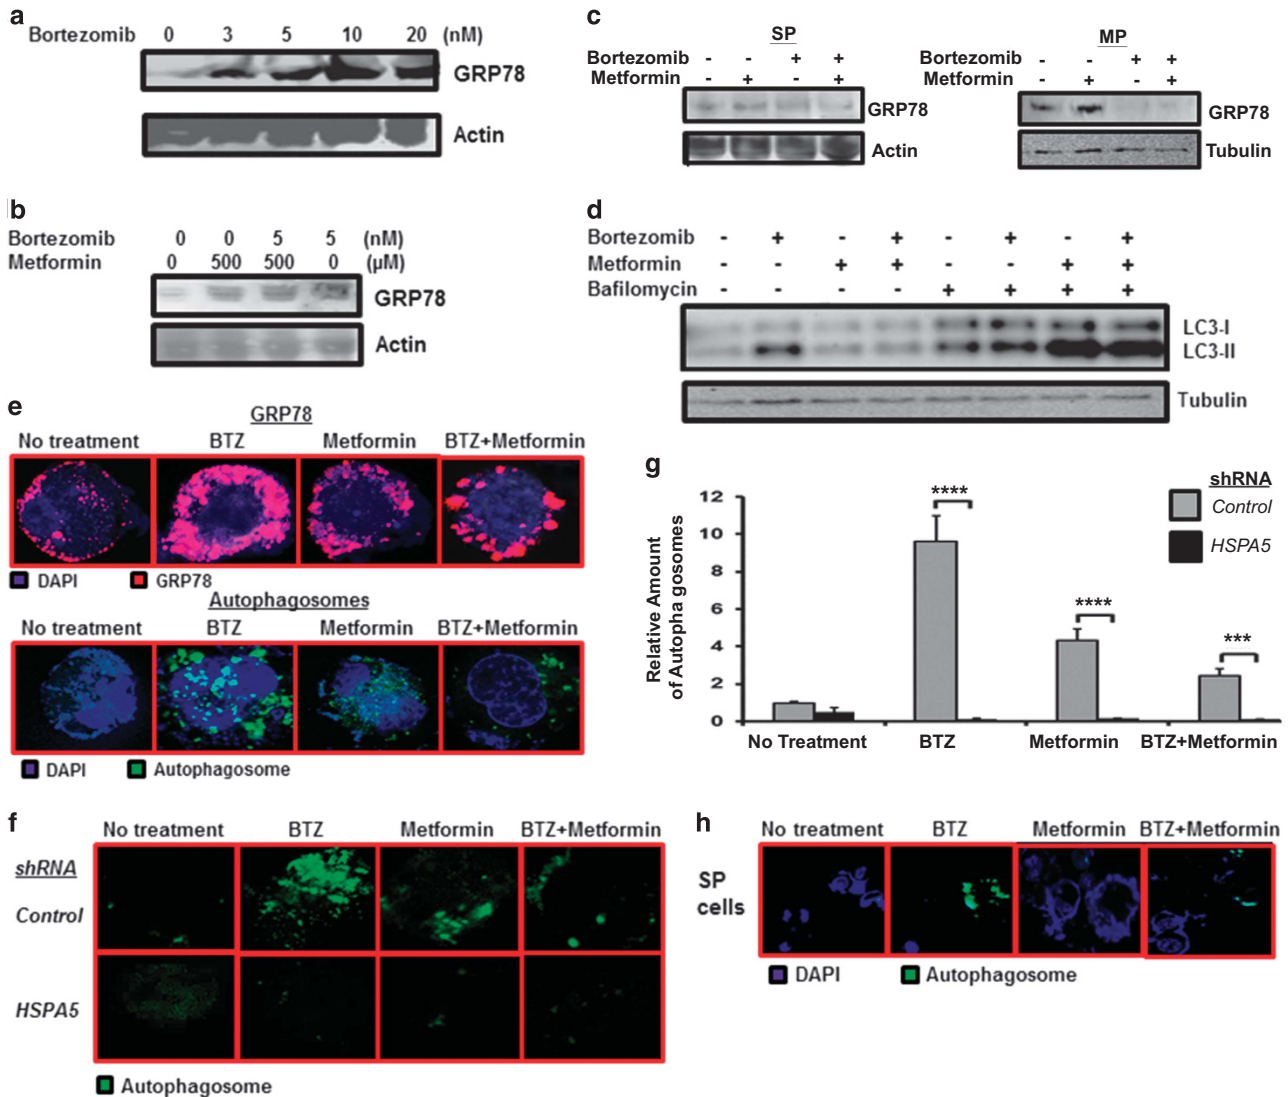 a
Bortezomib 0 3 5 10 20 (nM)
GRP78
Actin
b
Bortezomib 0 0 5 5 (nM)
Metformin 0 500 500 0 (µM)
GRP78
Actin
c
SP
Bortezomib - - + +
Metformin - + - +
GRP78
Actin
MP
Bortezomib - - + +
Metformin - + - +
GRP78
Tubulin
d
Bortezomib - + - + - + - +
Metformin - - + + - - + +
Bafilomycin - - - - + + + +
LC3-I
LC3-II
Tubulin
e
GRP78
No treatment BTZ Metformin BTZ+Metformin
DAPI GRP78
Autophagosomes
No treatment BTZ Metformin BTZ+Metformin
DAPI Autophagosome
f
No treatment BTZ Metformin BTZ+Metformin
shRNA
Control
HSPA5
Autophagosome
g
Relative Amount
of Autopha gosomes
12
10
8
6
4
2
0
**** **** ***
No Treatment BTZ Metformin BTZ+Metformin
shRNA
Control
HSPA5
h
No treatment BTZ Metformin BTZ+Metformin
SP
cells
DAPI Autophagosome